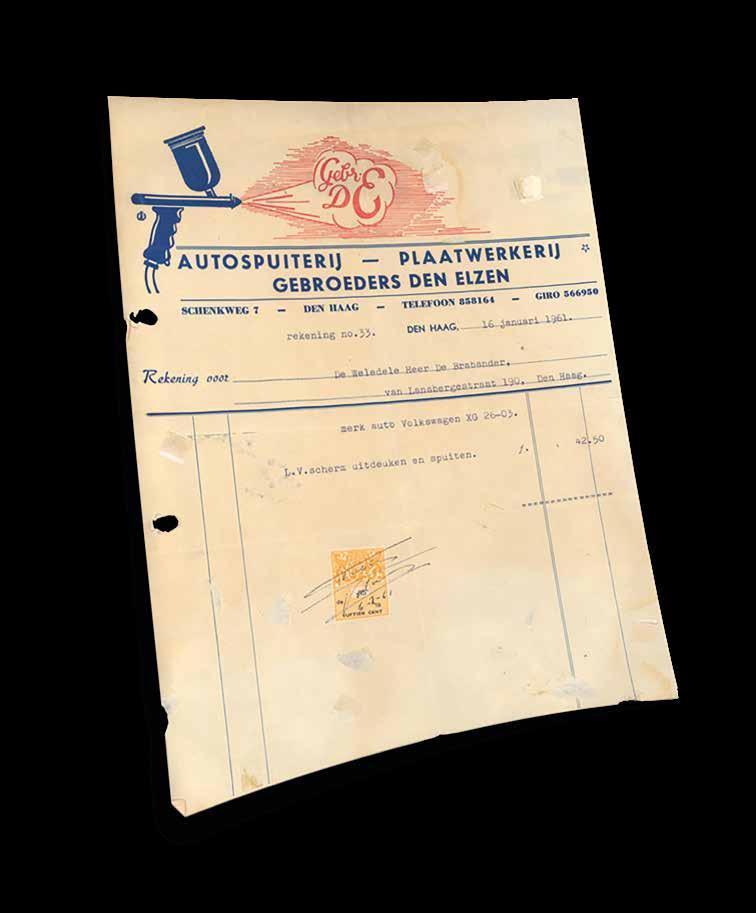 Gebr.
DE
AUTOSPUITERIJ — PLAATWERKERIJ
GEBROEDERS DEN ELZEN
SCHENKWEG 7 — DEN HAAG — TELEFOON 858164 — GIRO 566950
rekening no.33. DEN HAAG, 16 januari 1961.
Rekening voor De Weledele Heer De Brabander,
van Lansbergestraat 190, Den Haag.
merk auto Volkswagen XG 26-03.
L.V.scherm uitdeuken en spuiten. f. 42.50
VIJFTIEN CENT